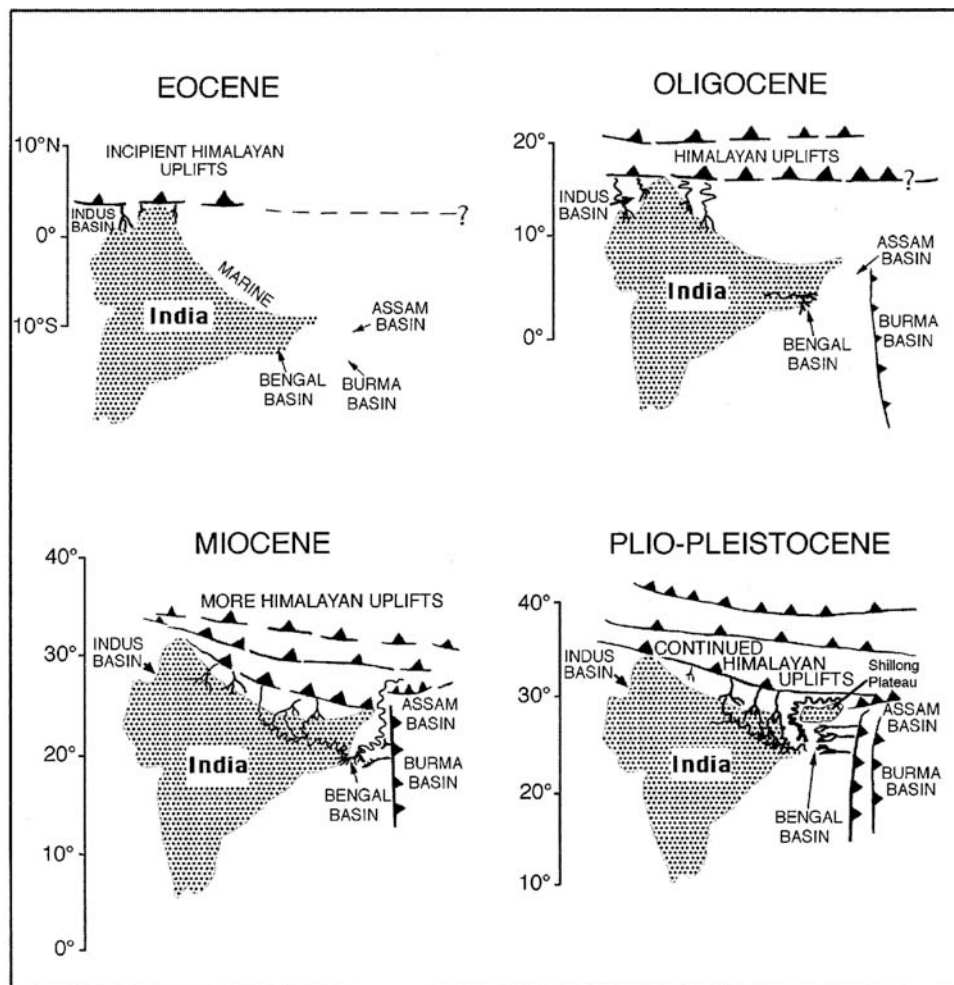 EOCENE
10°N
INCIPIENT HIMALAYAN
UPLIFTS
INDUS
BASIN
?
0°
MARINE
India
10°S
ASSAM
BASIN
BENGAL
BASIN
BURMA
BASIN
OLIGOCENE
20°
HIMALAYAN UPLIFTS
?
INDUS
BASIN
10°
ASSAM
BASIN
India
0°
BENGAL
BASIN
BURMA
BASIN
MIOCENE
40°
MORE HIMALAYAN UPLIFTS
30°
INDUS
BASIN
ASSAM
BASIN
20°
India
BURMA
BASIN
BENGAL
BASIN
10°
0°
PLIO-PLEISTOCENE
40°
CONTINUED
HIMALAYAN
UPLIFTS
INDUS
BASIN
Shillong
Plateau
30°
ASSAM
BASIN
India
BURMA
BASIN
20°
BENGAL
BASIN
10°